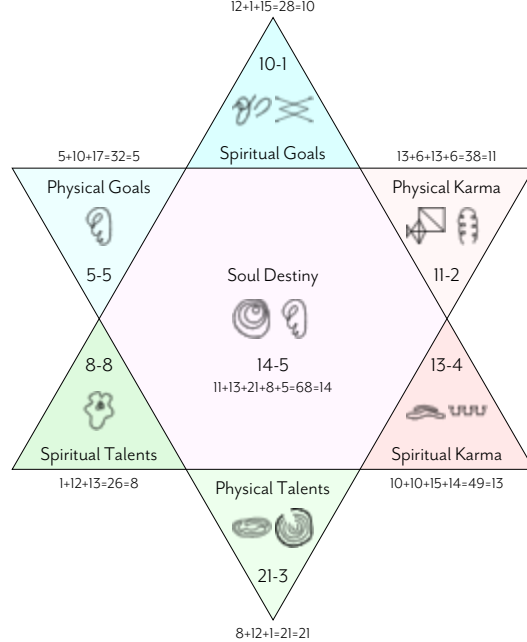 12+1+15=28=10
10-1
Spiritual Goals
5+10+17=32=5
Physical Goals
5-5
13+6+13+6=38=11
Physical Karma
11-2
Soul Destiny
14-5
11+13+21+8+5=68=14
8-8
Spiritual Talents
1+12+13=26=8
13-4
Spiritual Karma
10+10+15+14=49=13
Physical Talents
21-3
8+12+1=21=21